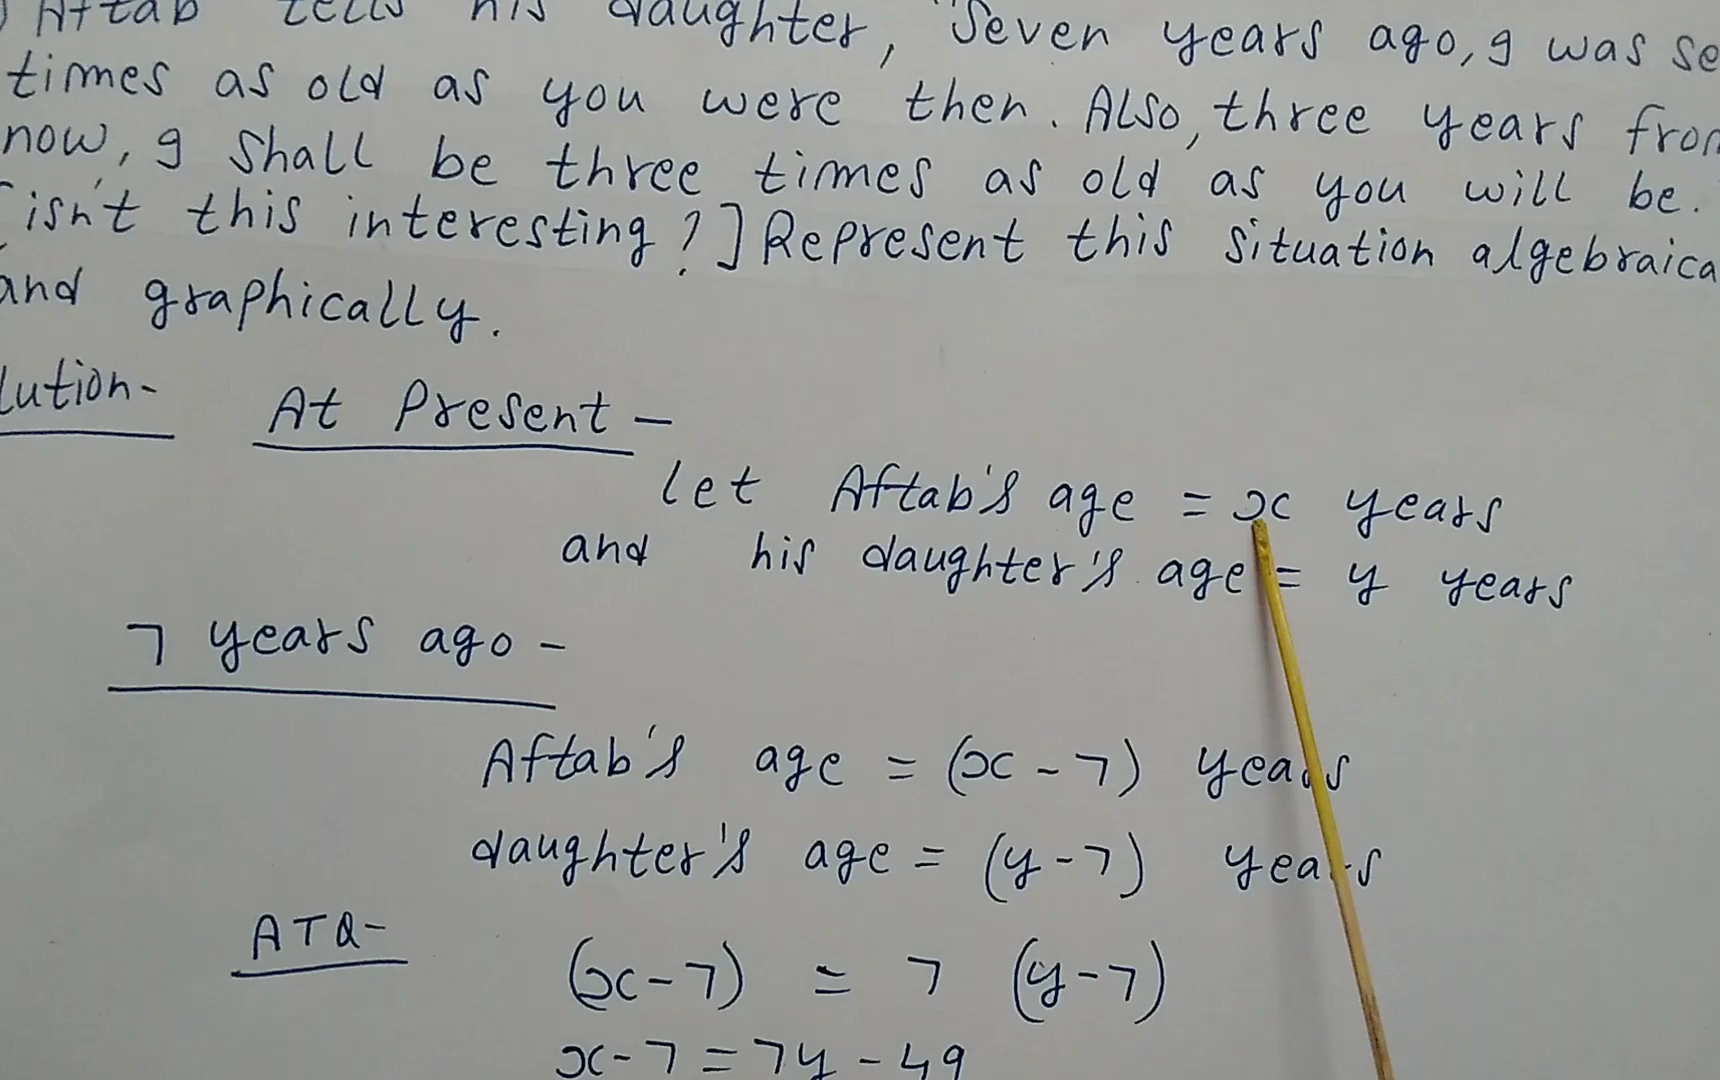 Aftab tells his daughter, "Seven years ago, I was se
times as old as you were then. Also, three years from
now, I shall be three times as old as you will be.
[isn't this interesting?] Represent this situation algebraica
and graphically.
lution-
At Present-
let Aftab's age = x years
and his daughter's age = y years
7 years ago-
Aftab's age = (x-7) years
daughter's age = (y-7) years
ATQ-
(x-7) = 7 (y-7)
x-7=7y-49